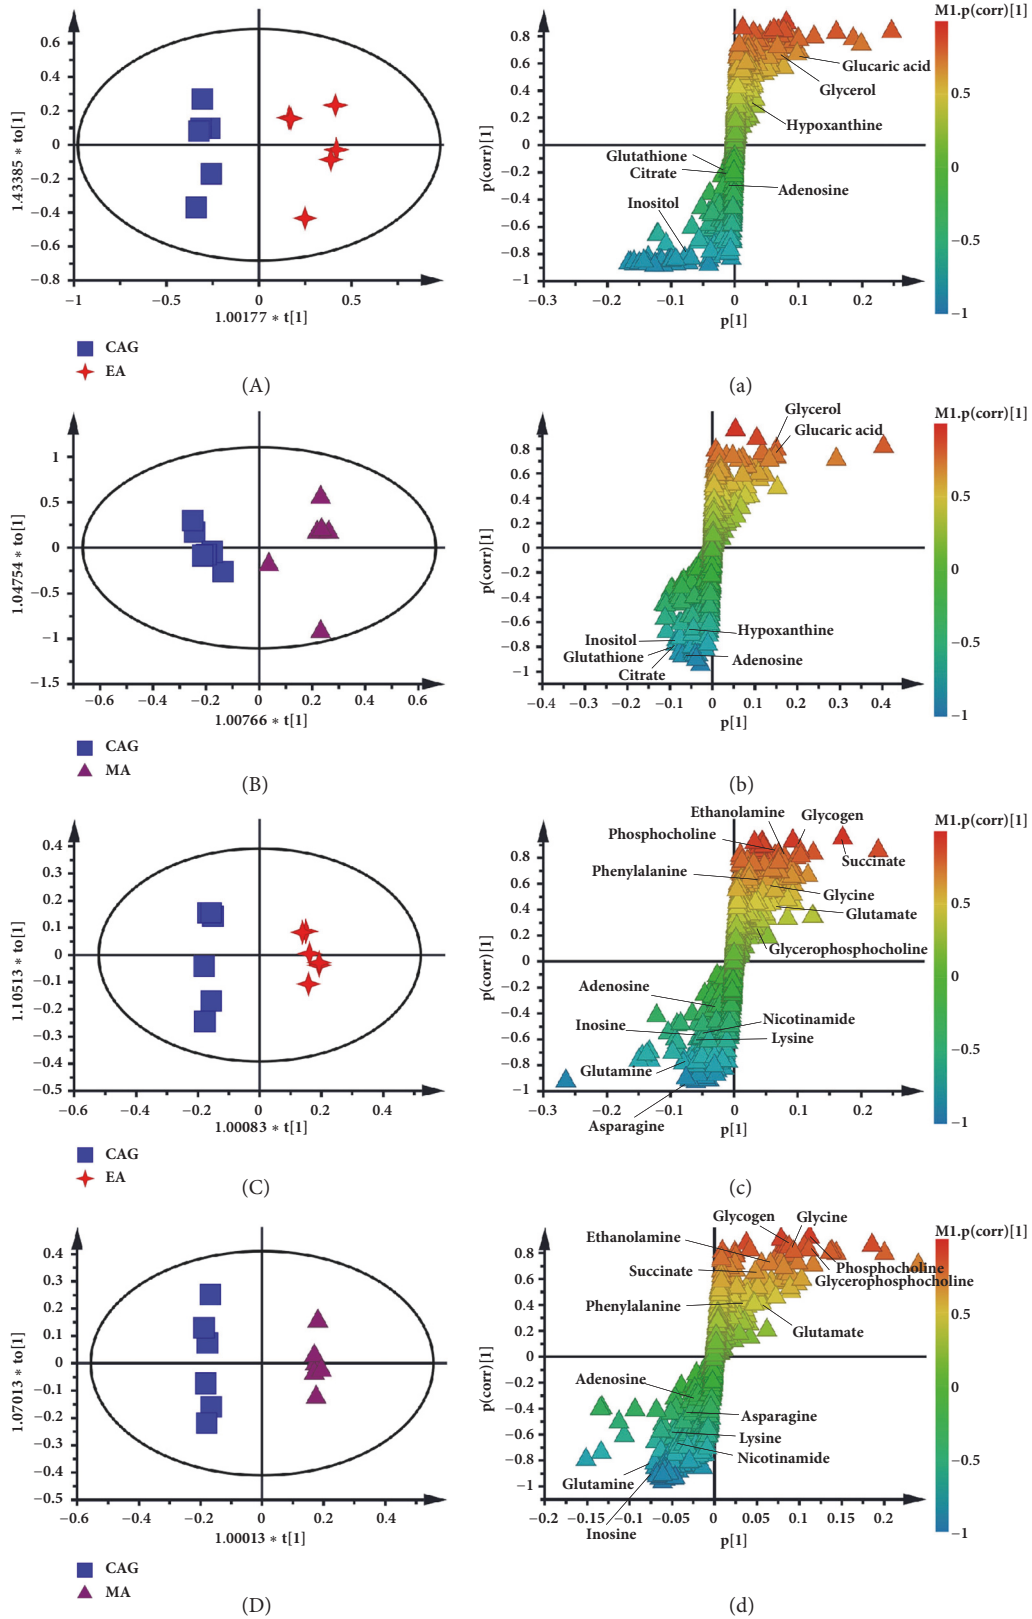 0.6
0.4
0.2
0
−0.2
−0.4
−0.6
−0.8
1.43385 * to[1]
−1
−0.5
0
0.5
1.00177 * t[1]
CAG
EA
(A)
0.8
0.6
0.4
0.2
0
−0.2
−0.4
−0.6
−0.8
−1
p(corr)[1]
Glucaric acid
Glycerol
Hypoxanthine
Glutathione
Citrate
Adenosine
Inositol
−0.3
−0.2
−0.1
0
0.1
0.2
p[1]
M1.p(corr)[1]
0.5
0
−0.5
−1
(a)
1
0.5
0
−0.5
−1
−1.5
1.04754 * to[1]
−0.6
−0.4
−0.2
0
0.2
0.4
0.6
1.00766 * t[1]
CAG
MA
(B)
0.8
0.6
0.4
0.2
0
−0.2
−0.4
−0.6
−0.8
−1
p(corr)[1]
Glycerol
Glucaric acid
Hypoxanthine
Inositol
Glutathione
Adenosine
Citrate
−0.4
−0.3
−0.2
−0.1
0
0.1
0.2
0.3
0.4
p[1]
M1.p(corr)[1]
0.5
0
−0.5
−1
(b)
0.4
0.3
0.2
0.1
0
−0.1
−0.2
−0.3
−0.4
−0.5
1.10513 * to[1]
−0.6
−0.4
−0.2
0
0.2
0.4
1.00083 * t[1]
CAG
EA
(C)
0.8
0.6
0.4
0.2
0
−0.2
−0.4
−0.6
−0.8
−1
p(corr)[1]
Ethanolamine
Glycogen
Phosphocholine
Succinate
Phenylalanine
Glycine
Glutamate
Glycerophosphocholine
Adenosine
Nicotinamide
Inosine
Lysine
Glutamine
Asparagine
−0.3
−0.2
−0.1
0
0.1
0.2
p[1]
M1.p(corr)[1]
0.5
0
−0.5
−1
(c)
0.4
0.3
0.2
0.1
0
−0.1
−0.2
−0.3
−0.4
−0.5
1.07013 * to[1]
−0.6
−0.4
−0.2
0
0.2
0.4
1.00013 * t[1]
CAG
MA
(D)
0.8
0.6
0.4
0.2
0
−0.2
−0.4
−0.6
−0.8
−1
p(corr)[1]
Glycogen
Glycine
Ethanolamine
Phosphocholine
Succinate
Glycerophosphocholine
Phenylalanine
Glutamate
Adenosine
Asparagine
Lysine
Nicotinamide
Glutamine
Inosine
−0.2
−0.15
−0.1
−0.05
0
0.05
0.1
0.15
0.2
p[1]
M1.p(corr)[1]
0.5
0
−0.5
−1
(d)